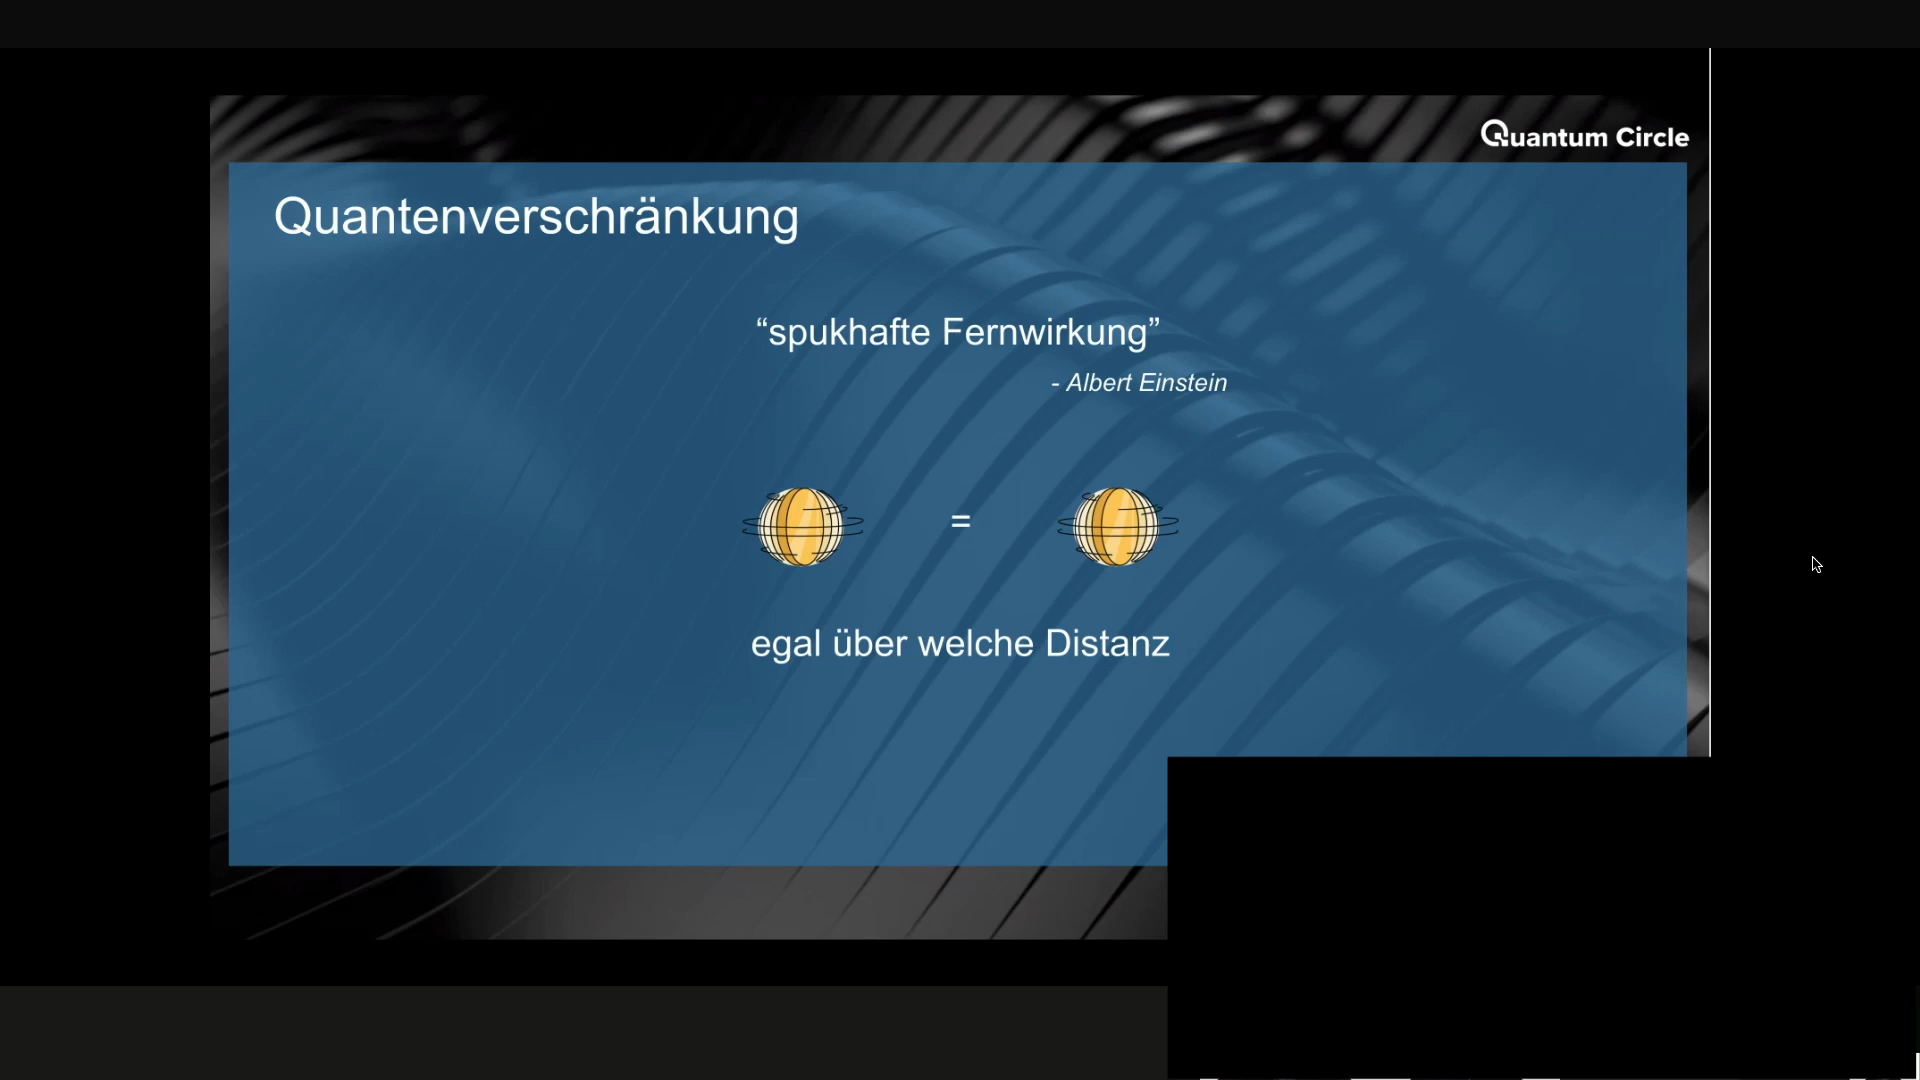 Quantum Circle
Quantenverschränkung
“spukhafte Fernwirkung”
- Albert Einstein
=
egal über welche Distanz